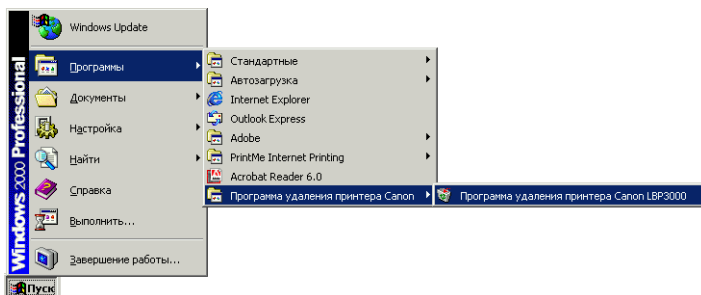 Windows 2000 Professional
Windows Update
Программы
Документы
Настройка
Найти
Справка
Выполнить...
Завершение работы...
Стандартные
Автозагрузка
Internet Explorer
Outlook Express
Adobe
PrintMe Internet Printing
Acrobat Reader 6.0
Программа удаления принтера Canon
Программа удаления принтера Canon LBP3000
Пуск